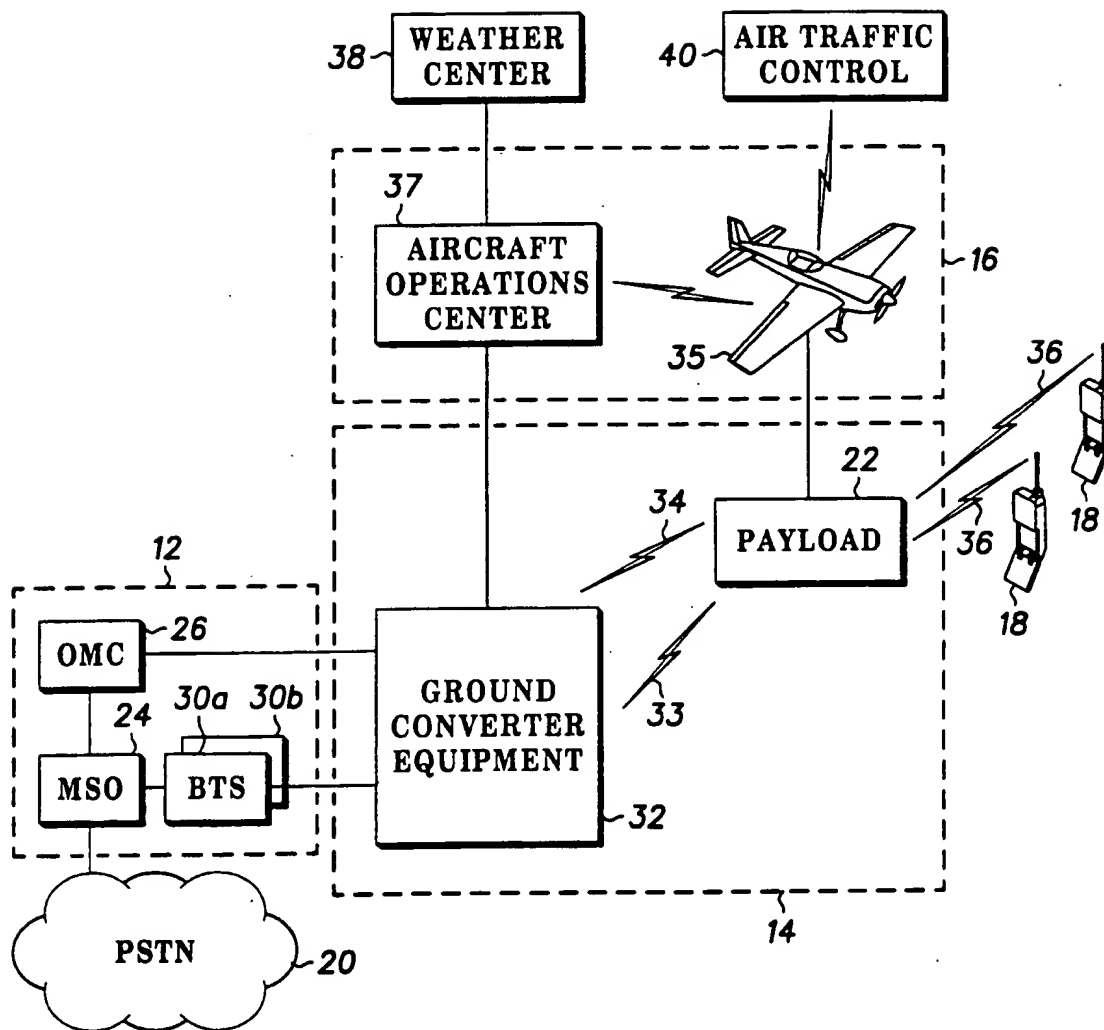 WEATHER
CENTER
38
AIR TRAFFIC
CONTROL
40
37
AIRCRAFT
OPERATIONS
CENTER
35
16
36
36
18
18
22
PAYLOAD
34
33
12
26
OMC
24
30a
30b
MSO
BTS
GROUND
CONVERTER
EQUIPMENT
32
14
PSTN
20